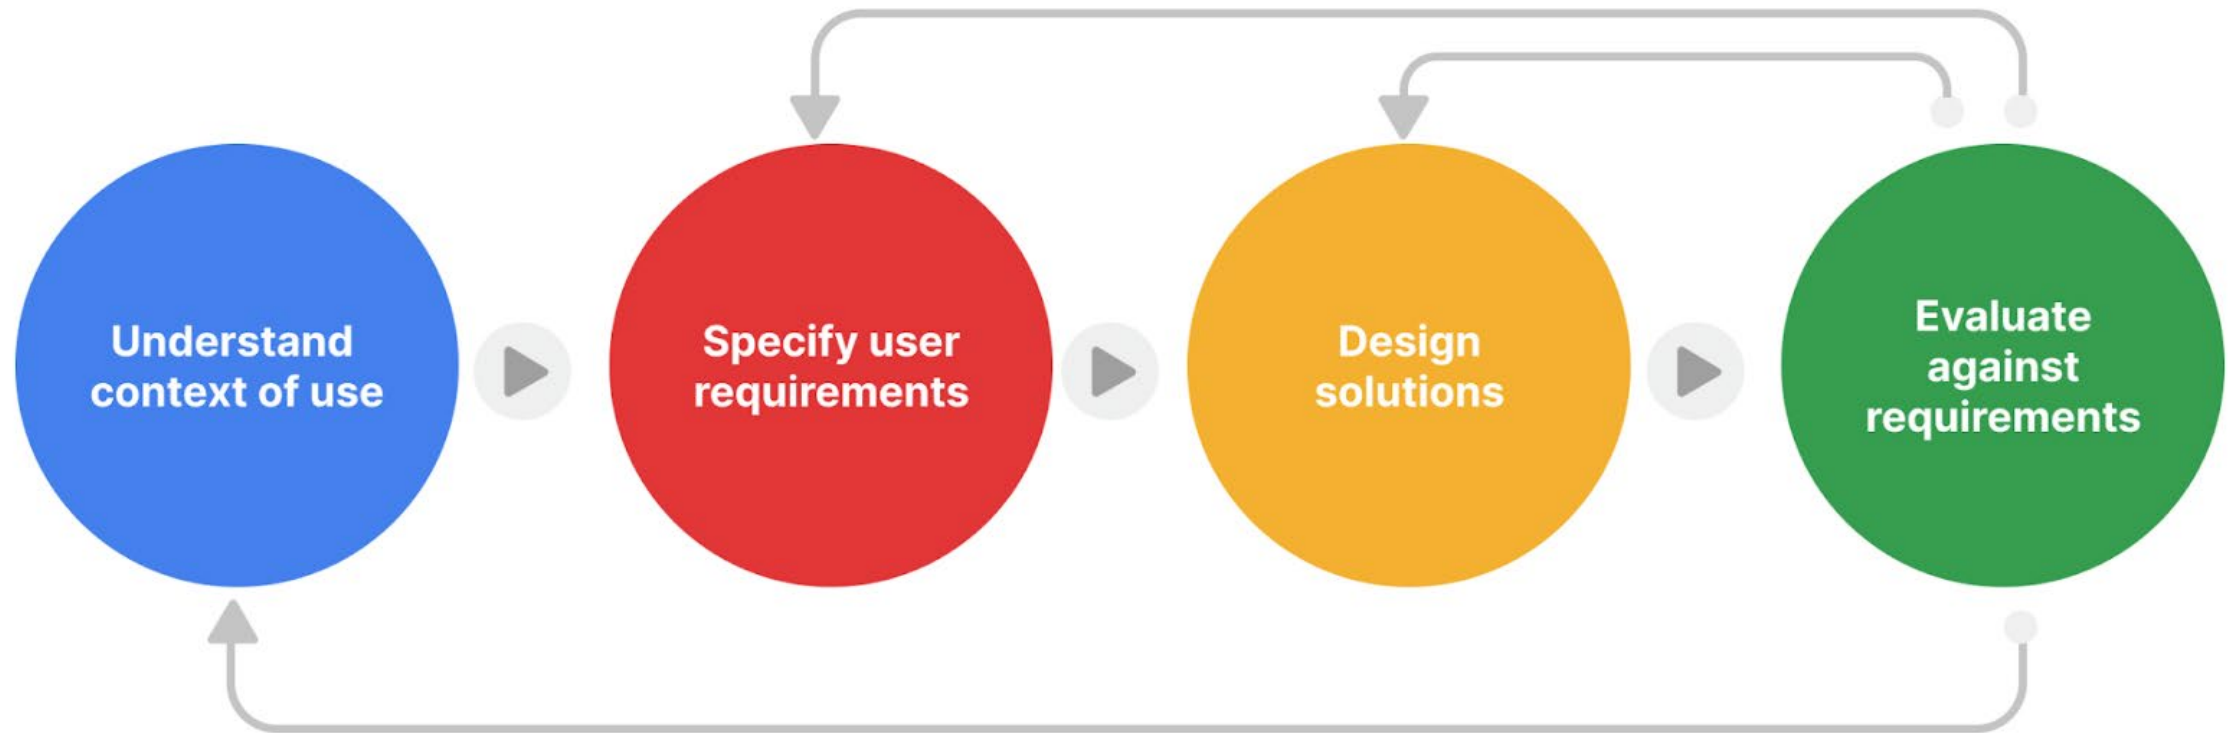 Understand
context of use
Specify user
requirements
Design
solutions
Evaluate
against
requirements